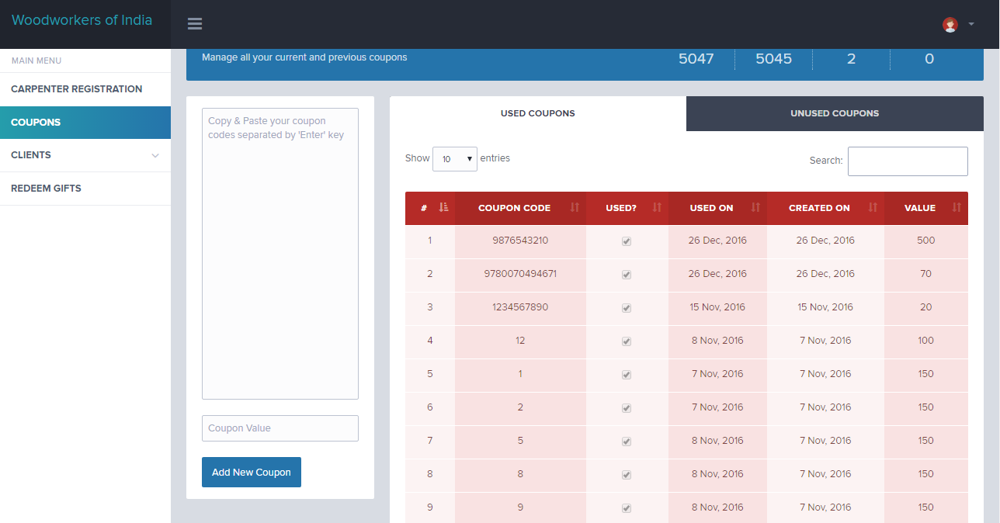 Woodworkers of India
MAIN MENU
CARPENTER REGISTRATION
COUPONS
CLIENTS
REDEEM GIFTS
Manage all your current and previous coupons
5047 5045 2 0
Copy & Paste your coupon
codes separated by 'Enter' key
Coupon Value
Add New Coupon
USED COUPONS UNUSED COUPONS
Show 10 entries Search:
# COUPON CODE USED? USED ON CREATED ON VALUE
1 9876543210 26 Dec, 2016 26 Dec, 2016 500
2 9780070494671 26 Dec, 2016 26 Dec, 2016 70
3 1234567890 15 Nov, 2016 15 Nov, 2016 20
4 12 8 Nov, 2016 7 Nov, 2016 100
5 1 7 Nov, 2016 7 Nov, 2016 150
6 2 7 Nov, 2016 7 Nov, 2016 150
7 5 8 Nov, 2016 7 Nov, 2016 150
8 8 8 Nov, 2016 7 Nov, 2016 150
9 9 8 Nov, 2016 7 Nov, 2016 150